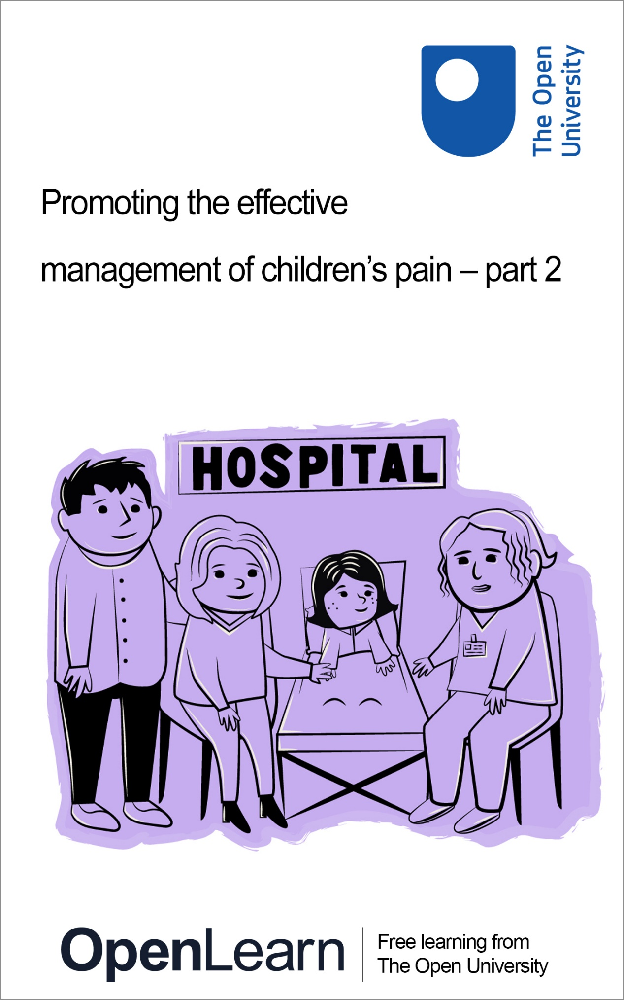 The Open
University
Promoting the effective
management of children’s pain – part 2
HOSPITAL
OpenLearn
Free learning from
The Open University